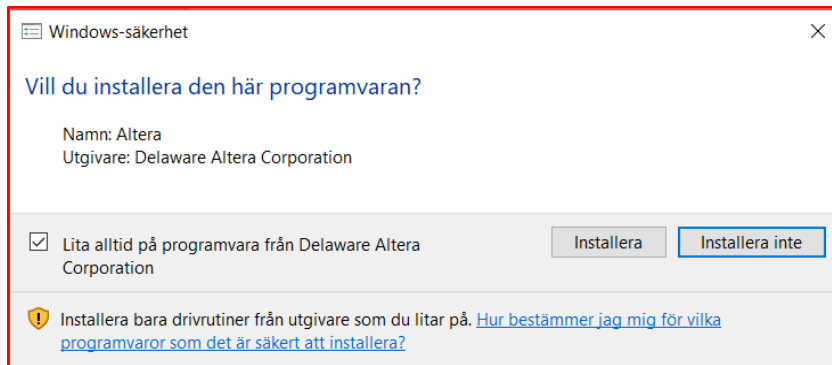 Windows-säkerhet
Vill du installera den här programvaran?
Namn: Altera
Utgivare: Delaware Altera Corporation
Lita alltid på programvara från Delaware Altera
Corporation
Installera
Installera inte
Installera bara drivrutiner från utgivare som du litar på. Hur bestämmer jag mig för vilka
programvaror som det är säkert att installera?